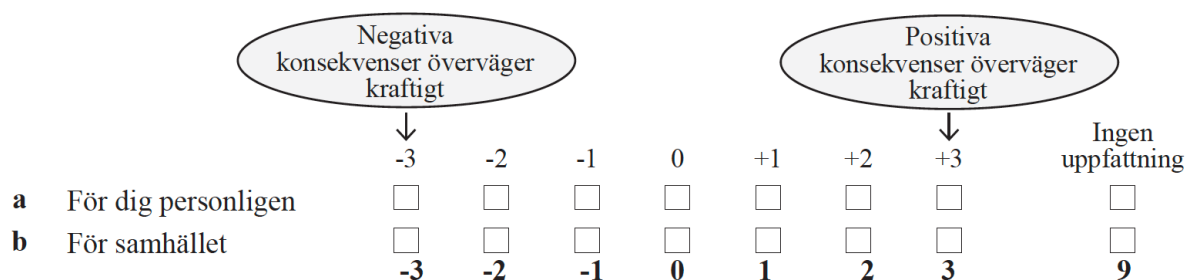 Negativa
konsekvenser överväger
kraftigt
Positiva
konsekvenser överväger
kraftigt
-3 -2 -1 0 +1 +2 +3 Ingen uppfattning
a För dig personligen
b För samhället
-3 -2 -1 0 1 2 3 9